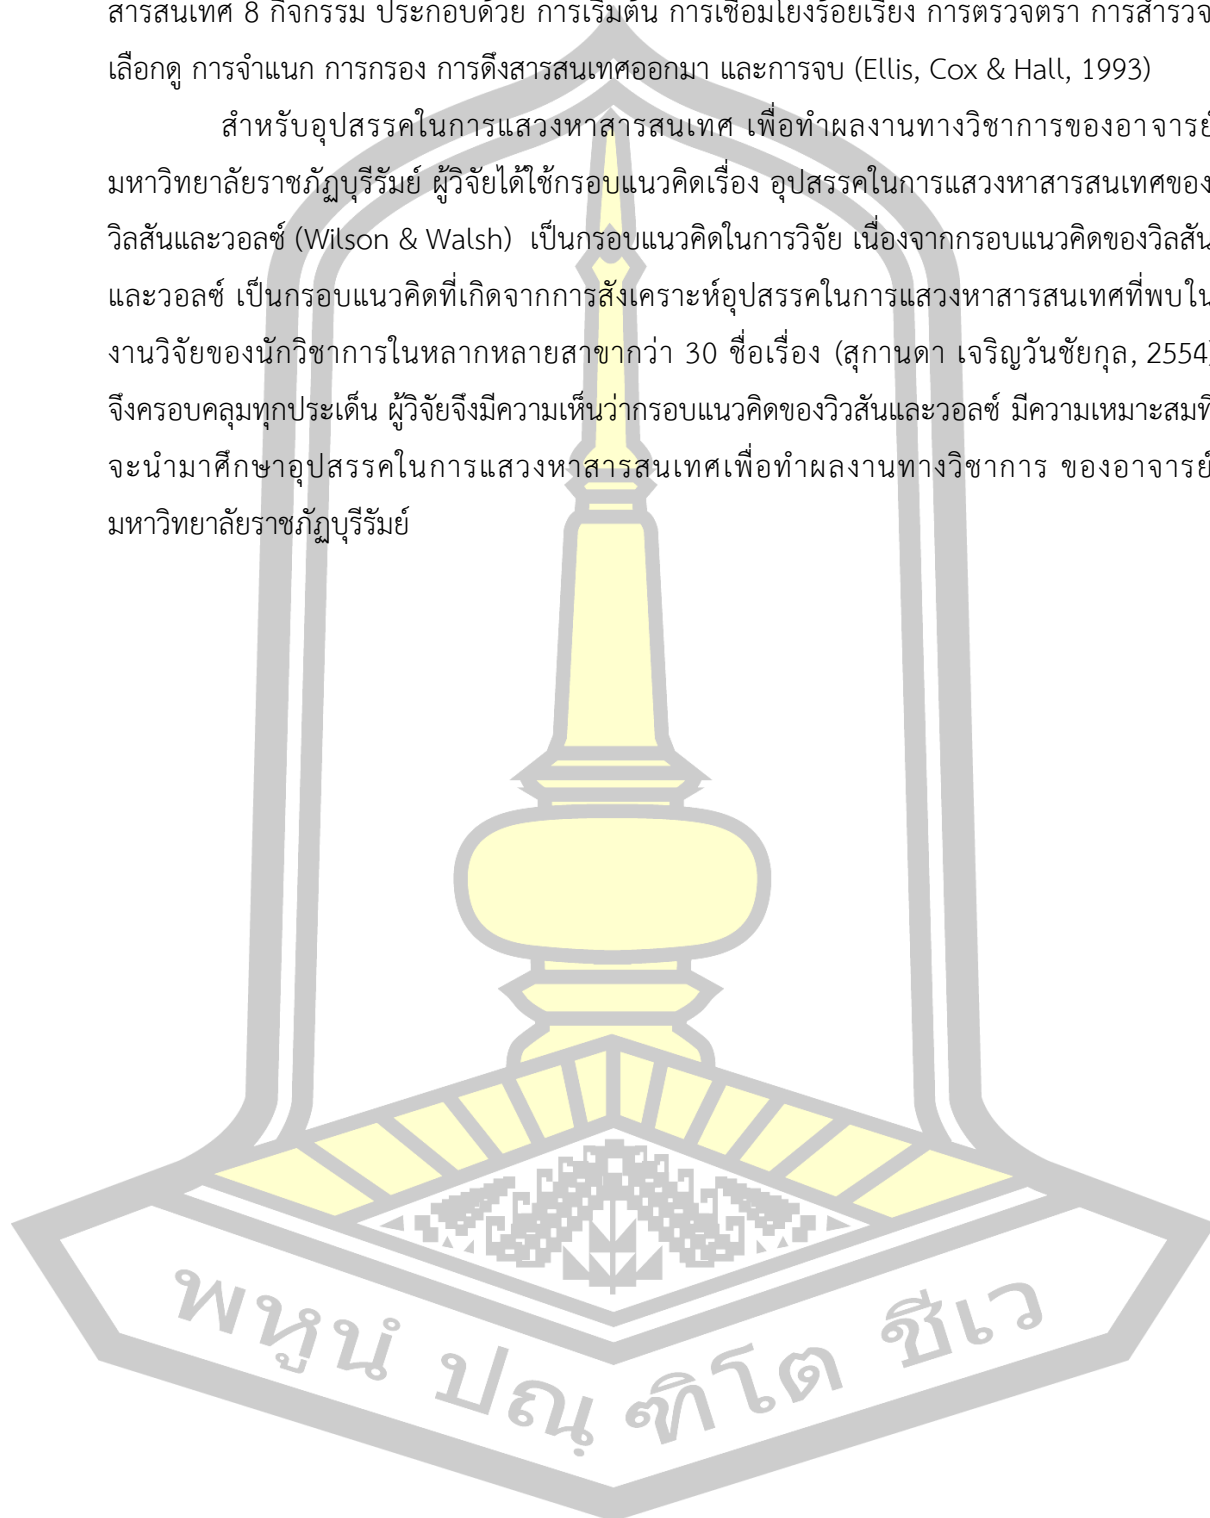 สารสนเทศ 8 กิจกรรม ประกอบด้วย การเริ่มต้น การเชื่อมโยงร้อยเรียง การตรวจตรา การสำรวจ
เลือกดู การจำแนก การกรอง การดึงสารสนเทศออกมา และการจบ (Ellis, Cox & Hall, 1993)
สำหรับอุปสรรคในการแสวงหาสารสนเทศ เพื่อทำผลงานทางวิชาการของอาจารย์
มหาวิทยาลัยราชภัฏบุรีรัมย์ ผู้วิจัยได้ใช้กรอบแนวคิดเรื่อง อุปสรรคในการแสวงหาสารสนเทศของ
วิลสันและวอลซ์ (Wilson & Walsh) เป็นกรอบแนวคิดในการวิจัย เนื่องจากกรอบแนวคิดของวิลสัน
และวอลซ์ เป็นกรอบแนวคิดที่เกิดจากการสังเคราะห์อุปสรรคในการแสวงหาสารสนเทศที่พบใน
งานวิจัยของนักวิชาการในหลากหลายสาขากว่า 30 ชื่อเรื่อง (สุกานดา เจริญวันชัยกุล, 2554)
จึงครอบคลุมทุกประเด็น ผู้วิจัยจึงมีความเห็นว่ากรอบแนวคิดของวิวสันและวอลซ์ มีความเหมาะสมที่
จะนำมาศึกษาอุปสรรคในการแสวงหาสารสนเทศเพื่อทำผลงานทางวิชาการ ของอาจารย์
มหาวิทยาลัยราชภัฏบุรีรัมย์
พหูนํ ปณฺฑิโต ชีเว